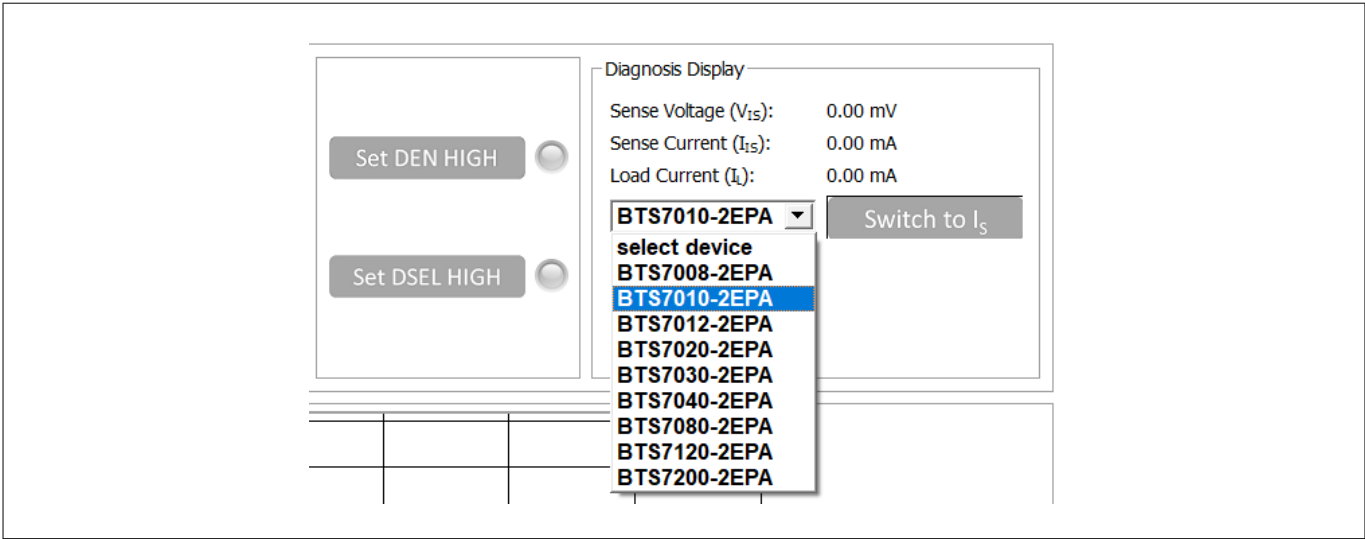 Set DEN HIGH
Set DSEL HIGH
Diagnosis Display
Sense Voltage (VIS): 0.00 mV
Sense Current (IIS): 0.00 mA
Load Current (IL): 0.00 mA
BTS7010-2EPA
Switch to IS
select device
BTS7008-2EPA
BTS7010-2EPA
BTS7012-2EPA
BTS7020-2EPA
BTS7030-2EPA
BTS7040-2EPA
BTS7080-2EPA
BTS7120-2EPA
BTS7200-2EPA